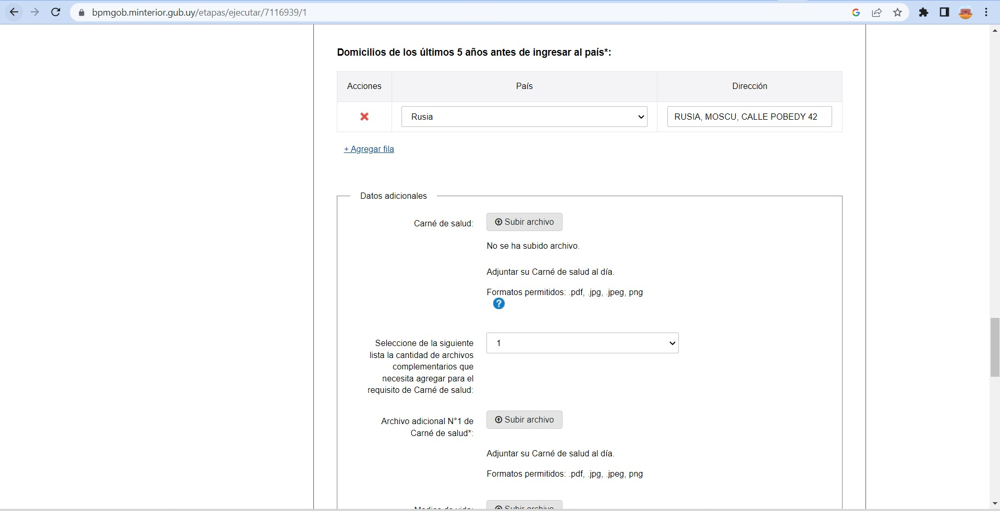 bpmgob.minterior.gub.uy/etapas/ejecutar/7116939/1
Domicilios de los últimos 5 años antes de ingresar al país*:
Acciones País Dirección
Rusia RUSIA, MOSCU, CALLE POBEDY 42
+ Agregar fila
Datos adicionales
Carné de salud: Subir archivo
No se ha subido archivo.
Adjuntar su Carné de salud al día.
Formatos permitidos: .pdf, .jpg, .jpeg, png
?
Seleccione de la siguiente
lista la cantidad de archivos
complementarios que
necesita agregar para el
requisito de Carné de salud:
1
Archivo adicional N°1 de
Carné de salud*:
Subir archivo
Adjuntar su Carné de salud al día.
Formatos permitidos: .pdf, .jpg, .jpeg, png
Medios de vida: Subir archivo